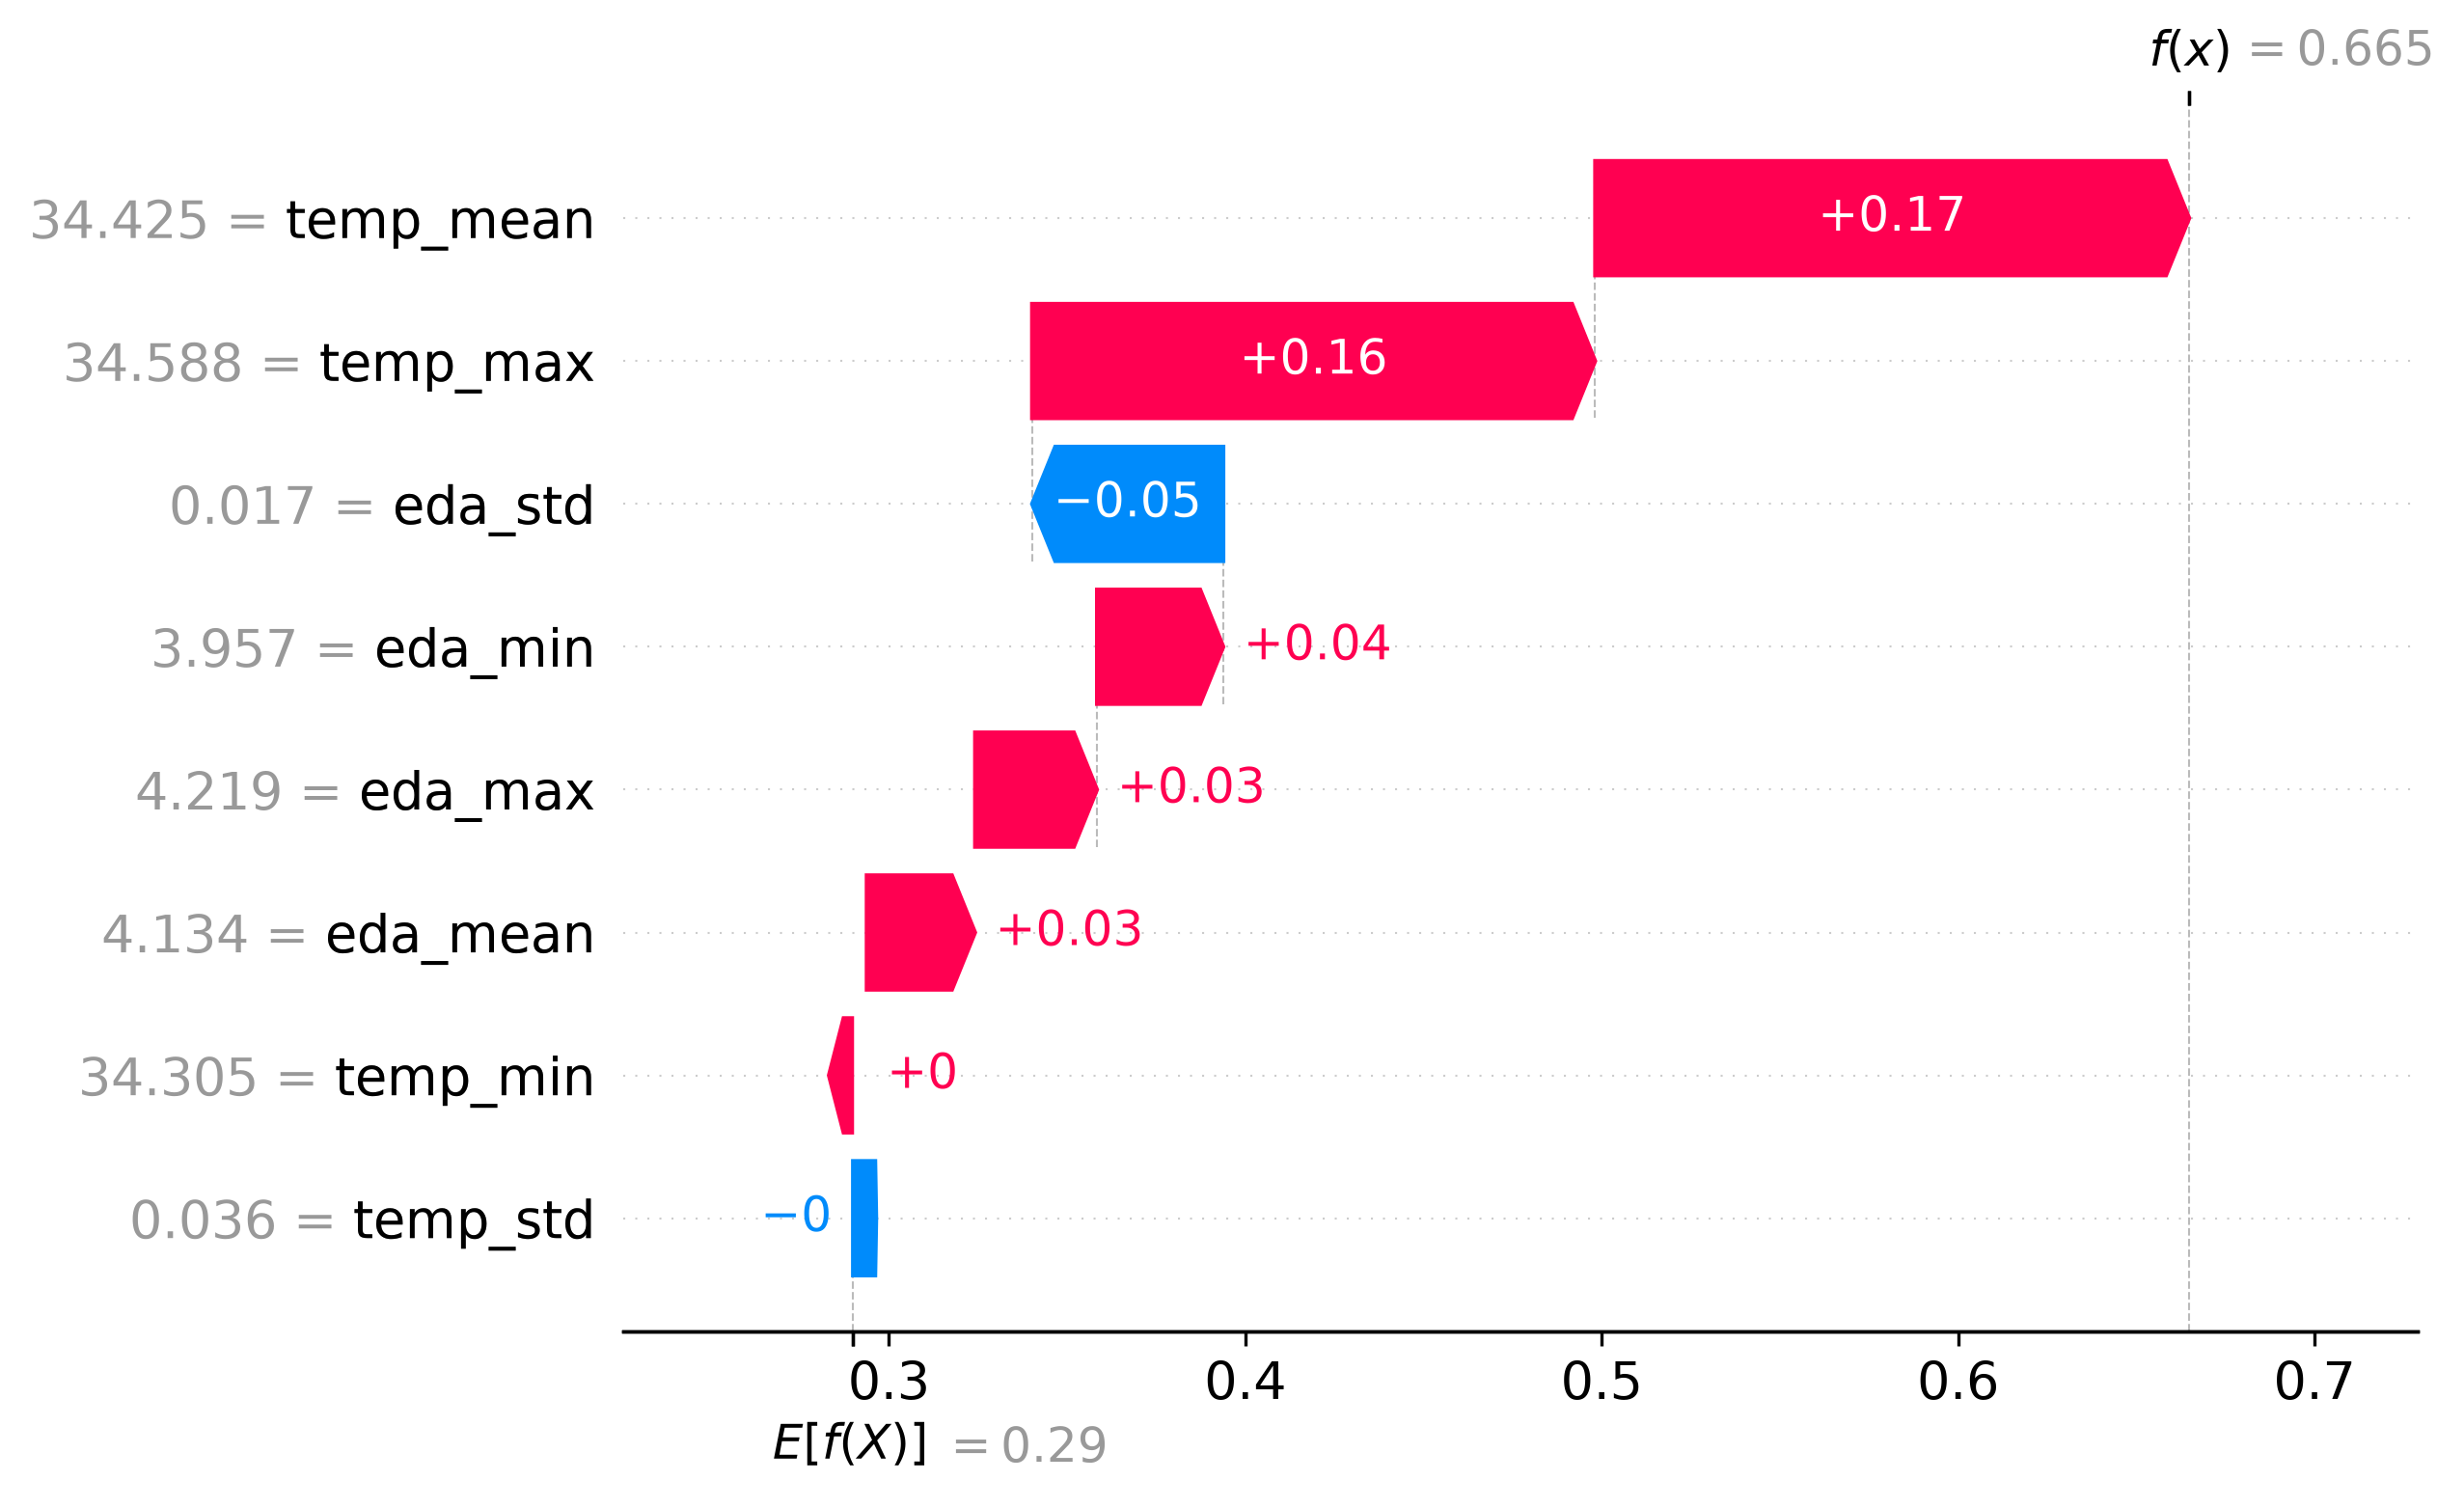 f(x) = 0.665
34.425 = temp_mean +0.17
34.588 = temp_max +0.16
0.017 = eda_std −0.05
3.957 = eda_min +0.04
4.219 = eda_max +0.03
4.134 = eda_mean +0.03
34.305 = temp_min +0
0.036 = temp_std −0
0.3 0.4 0.5 0.6 0.7
E[f(X)] = 0.29